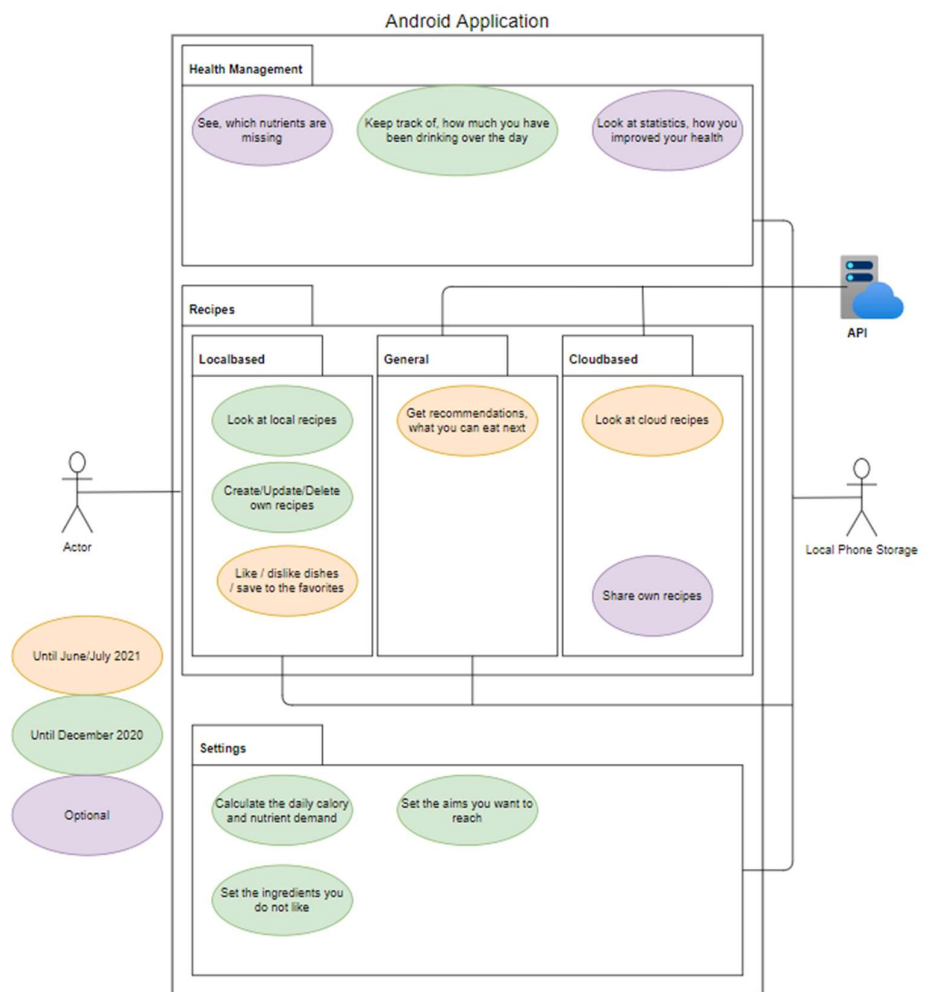 Android Application
Health Management
See, which nutrients are
missing
Keep track of, how much you have
been drinking over the day
Look at statistics, how you
improved your health
API
Recipes
Localbased
General
Cloudbased
Look at local recipes
Get recommendations,
what you can eat next
Look at cloud recipes
Create/Update/Delete
own recipes
Like / dislike dishes
/ save to the favorites
Share own recipes
Actor
Local Phone Storage
Until June/July 2021
Until December 2020
Optional
Settings
Calculate the daily calory
and nutrient demand
Set the aims you want to
reach
Set the ingredients you
do not like